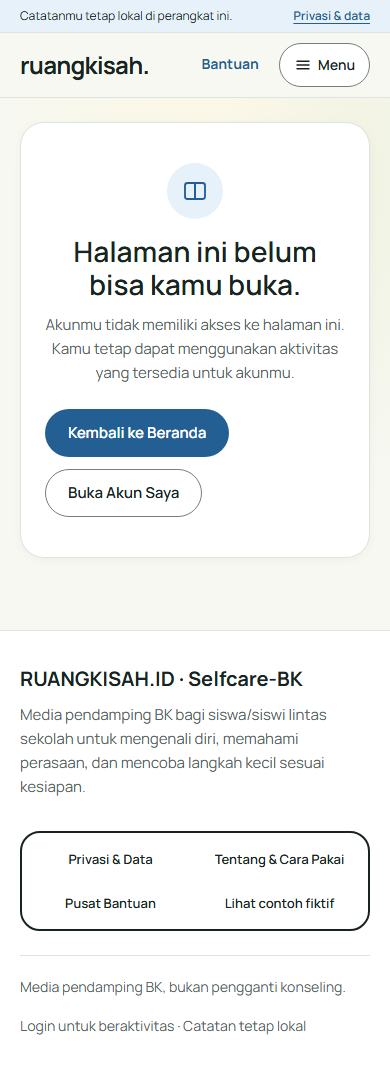 Catatanmu tetap lokal di perangkat ini.
Privasi & data
ruangkisah.
Bantuan
Menu
Halaman ini belum
bisa kamu buka.
Akunmu tidak memiliki akses ke halaman ini.
Kamu tetap dapat menggunakan aktivitas
yang tersedia untuk akunmu.
Kembali ke Beranda
Buka Akun Saya
RUANGKISAH.ID · Selfcare-BK
Media pendamping BK bagi siswa/siswi lintas
sekolah untuk mengenali diri, memahami
perasaan, dan mencoba langkah kecil sesuai
kesiapan.
Privasi & Data
Tentang & Cara Pakai
Pusat Bantuan
Lihat contoh fiktif
Media pendamping BK, bukan pengganti konseling.
Login untuk beraktivitas · Catatan tetap lokal